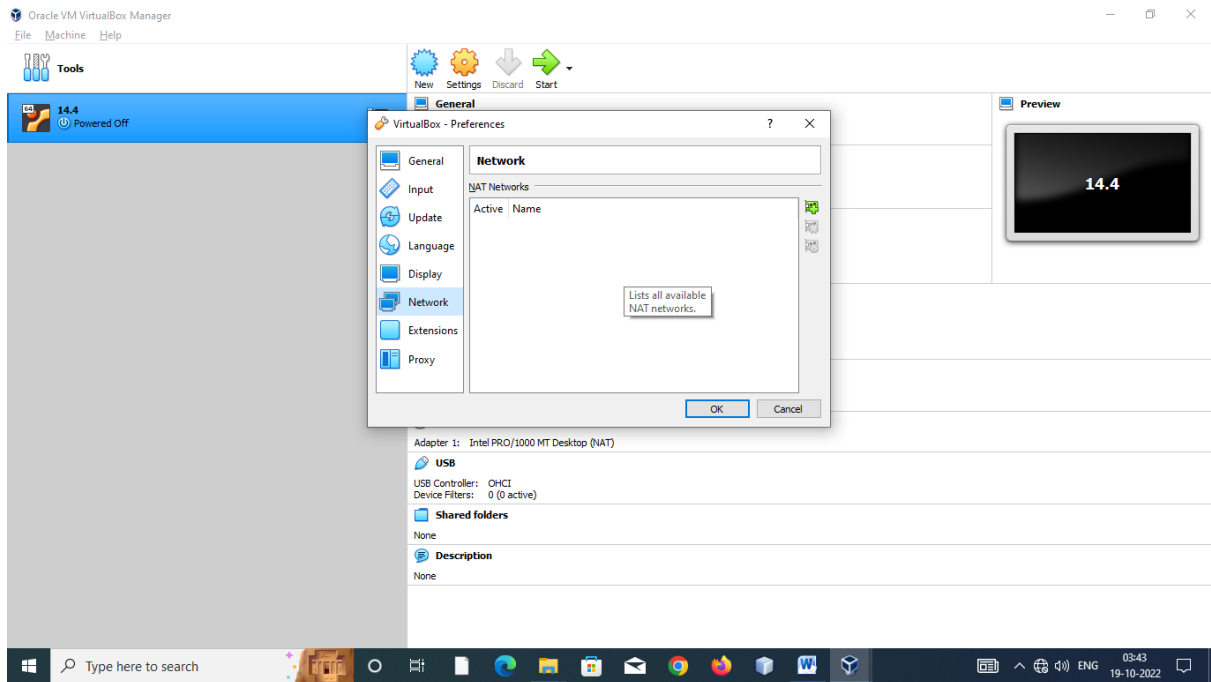 Oracle VM VirtualBox Manager
File Machine Help
Tools
New Settings Discard Start
64
14.4
Powered Off
General
Preview
14.4
VirtualBox - Preferences
?
General
Input
Update
Language
Display
Network
Extensions
Proxy
Network
NAT Networks
Active Name
Lists all available
NAT networks.
OK Cancel
Adapter 1: Intel PRO/1000 MT Desktop (NAT)
USB
USB Controller: OHCI
Device Filters: 0 (0 active)
Shared folders
None
Description
None
Type here to search
ENG
03:43
19-10-2022